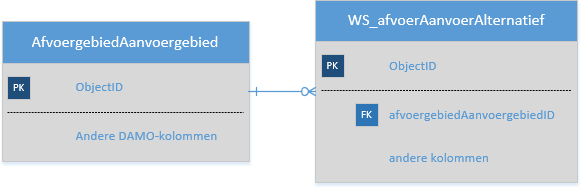 AfvoergebiedAanvoergebied
PK
ObjectID
Andere DAMO-kolommen
WS_afvoerAanvoerAlternatief
PK
ObjectID
FK
afvoergebiedAanvoergebiedID
andere kolommen